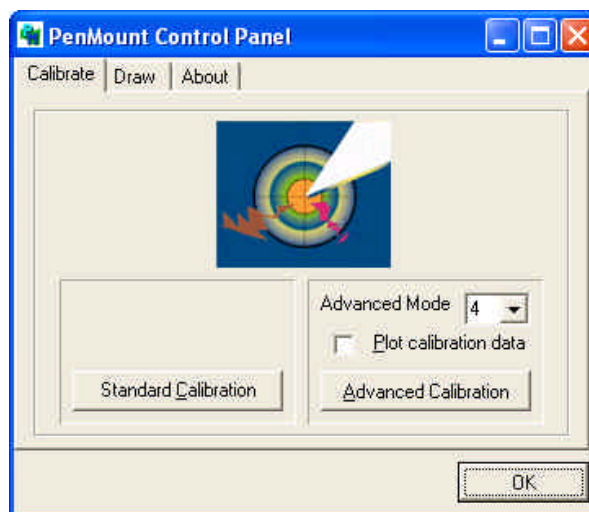 PenMount Control Panel
Calibrate Draw About
Advanced Mode 4
Plot calibration data
Standard Calibration
Advanced Calibration
OK